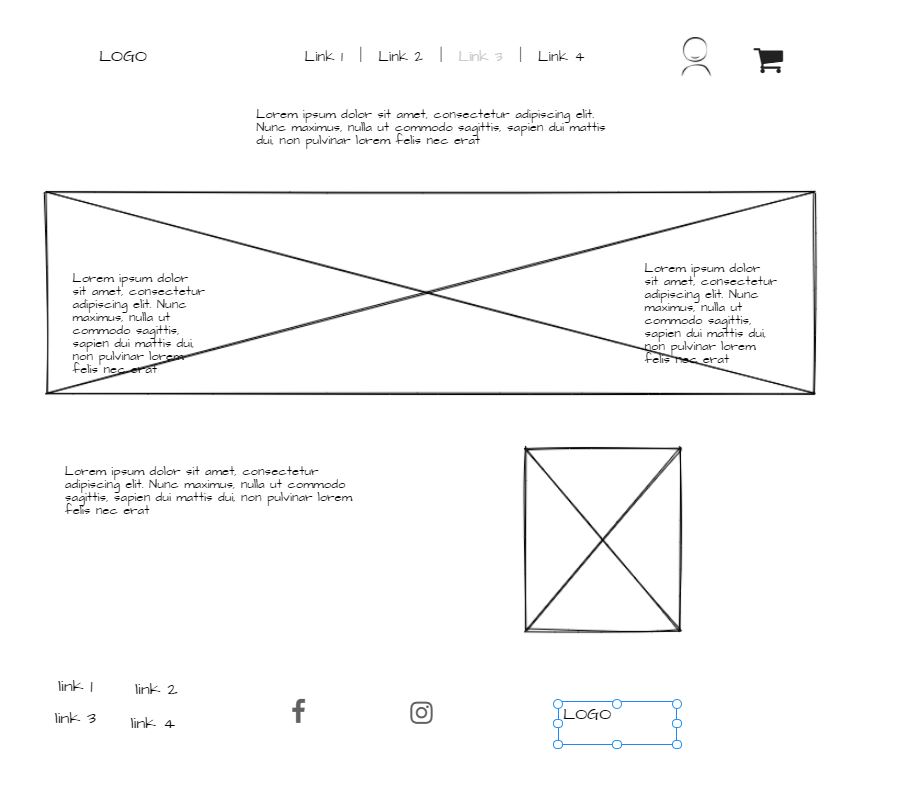 LOGO
Link 1 | Link 2 | Link 3 | Link 4
Lorem ipsum dolor sit amet, consectetur adipiscing elit.
Nunc maximus, nulla ut commodo sagittis, sapien dui mattis
dui, non pulvinar lorem felis nec erat
Lorem ipsum dolor
sit amet, consectetur
adipiscing elit. Nunc
maximus, nulla ut
commodo sagittis,
sapien dui mattis dui,
non pulvinar lorem
felis nec erat
Lorem ipsum dolor
sit amet, consectetur
adipiscing elit. Nunc
maximus, nulla ut
commodo sagittis,
sapien dui mattis dui,
non pulvinar lorem
felis nec erat
Lorem ipsum dolor sit amet, consectetur
adipiscing elit. Nunc maximus, nulla ut commodo
sagittis, sapien dui mattis dui, non pulvinar lorem
felis nec erat
link 1 link 2
link 3 link 4
LOGO